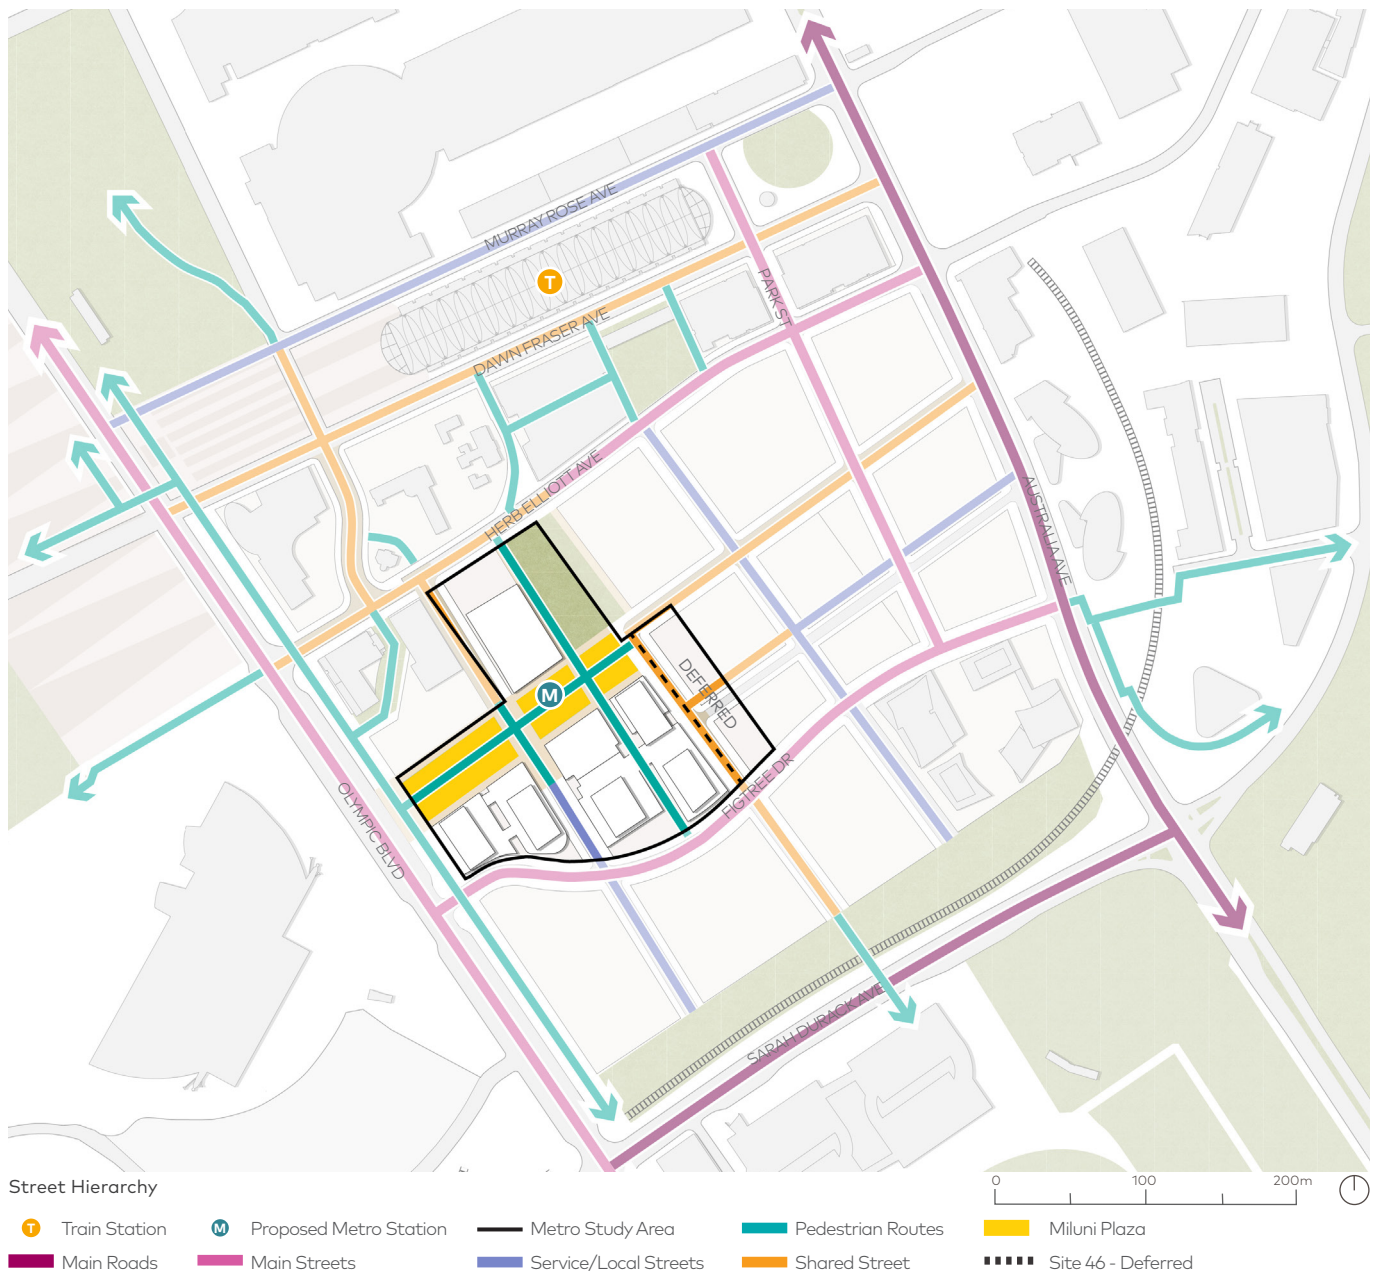 MURRAY ROSE AVE
T
PARK ST
DAWN FRASER AVE
HERB ELLIOTT AVE
AUSTRALIA AVE
DEFERRED
M
FIGTREE DR
OLYMPIC BLVD
SARAH DURACK AVE
Street Hierarchy
0 100 200m
T Train Station M Proposed Metro Station Metro Study Area Pedestrian Routes Miluni Plaza
Main Roads Main Streets Service/Local Streets Shared Street Site 46 - Deferred